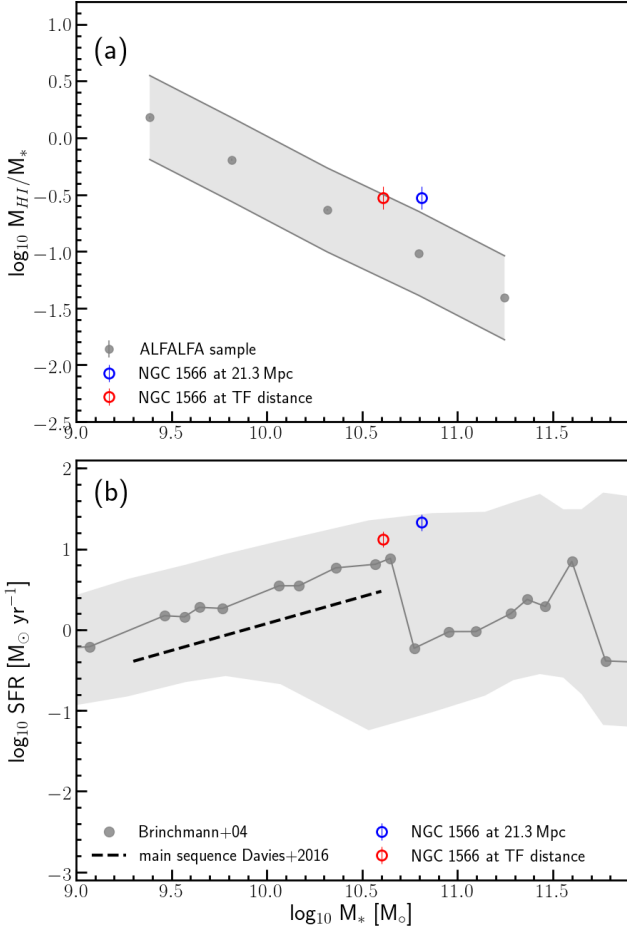 1.0
(a)
0.5
0.0
−0.5
−1.0
−1.5
−2.0
−2.5
log₁₀ M_HI/M_*
ALFALFA sample
NGC 1566 at 21.3 Mpc
NGC 1566 at TF distance
9.0 9.5 10.0 10.5 11.0 11.5
2
(b)
1
0
−1
−2
−3
log₁₀ SFR [M⊙ yr⁻¹]
Brinchmann+04
main sequence Davies+2016
NGC 1566 at 21.3 Mpc
NGC 1566 at TF distance
9.0 9.5 10.0 10.5 11.0 11.5
log₁₀ M_* [M_○]